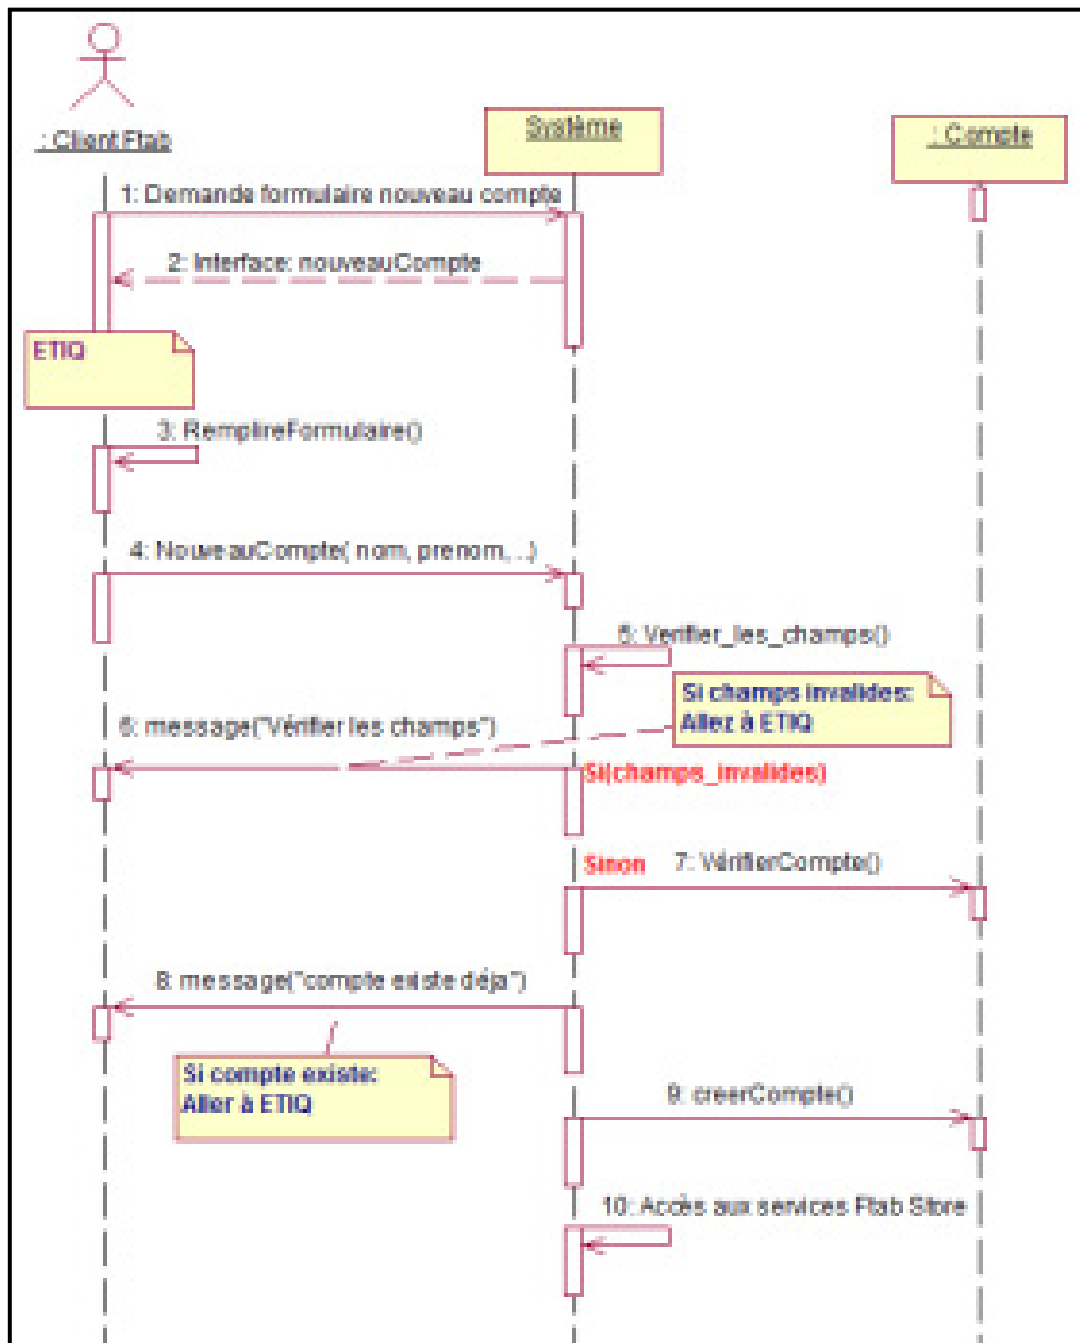 : Client Ftab
Système
: Compte
1: Demande formulaire nouveau compte
2: Interface: nouveauCompte
ETIQ
3: RemplireFormulaire()
4: NouveauCompte( nom, prenom, ...)
5: Verifier_les_champs()
Si champs invalides:
Allez à ETIQ
6: message("Vérifier les champs")
Si(champs_invalides)
Sinon
7: VérifierCompte()
8: message("compte existe déja")
Si compte existe:
Aller à ETIQ
9: creerCompte()
10: Accès aux services Ftab Store